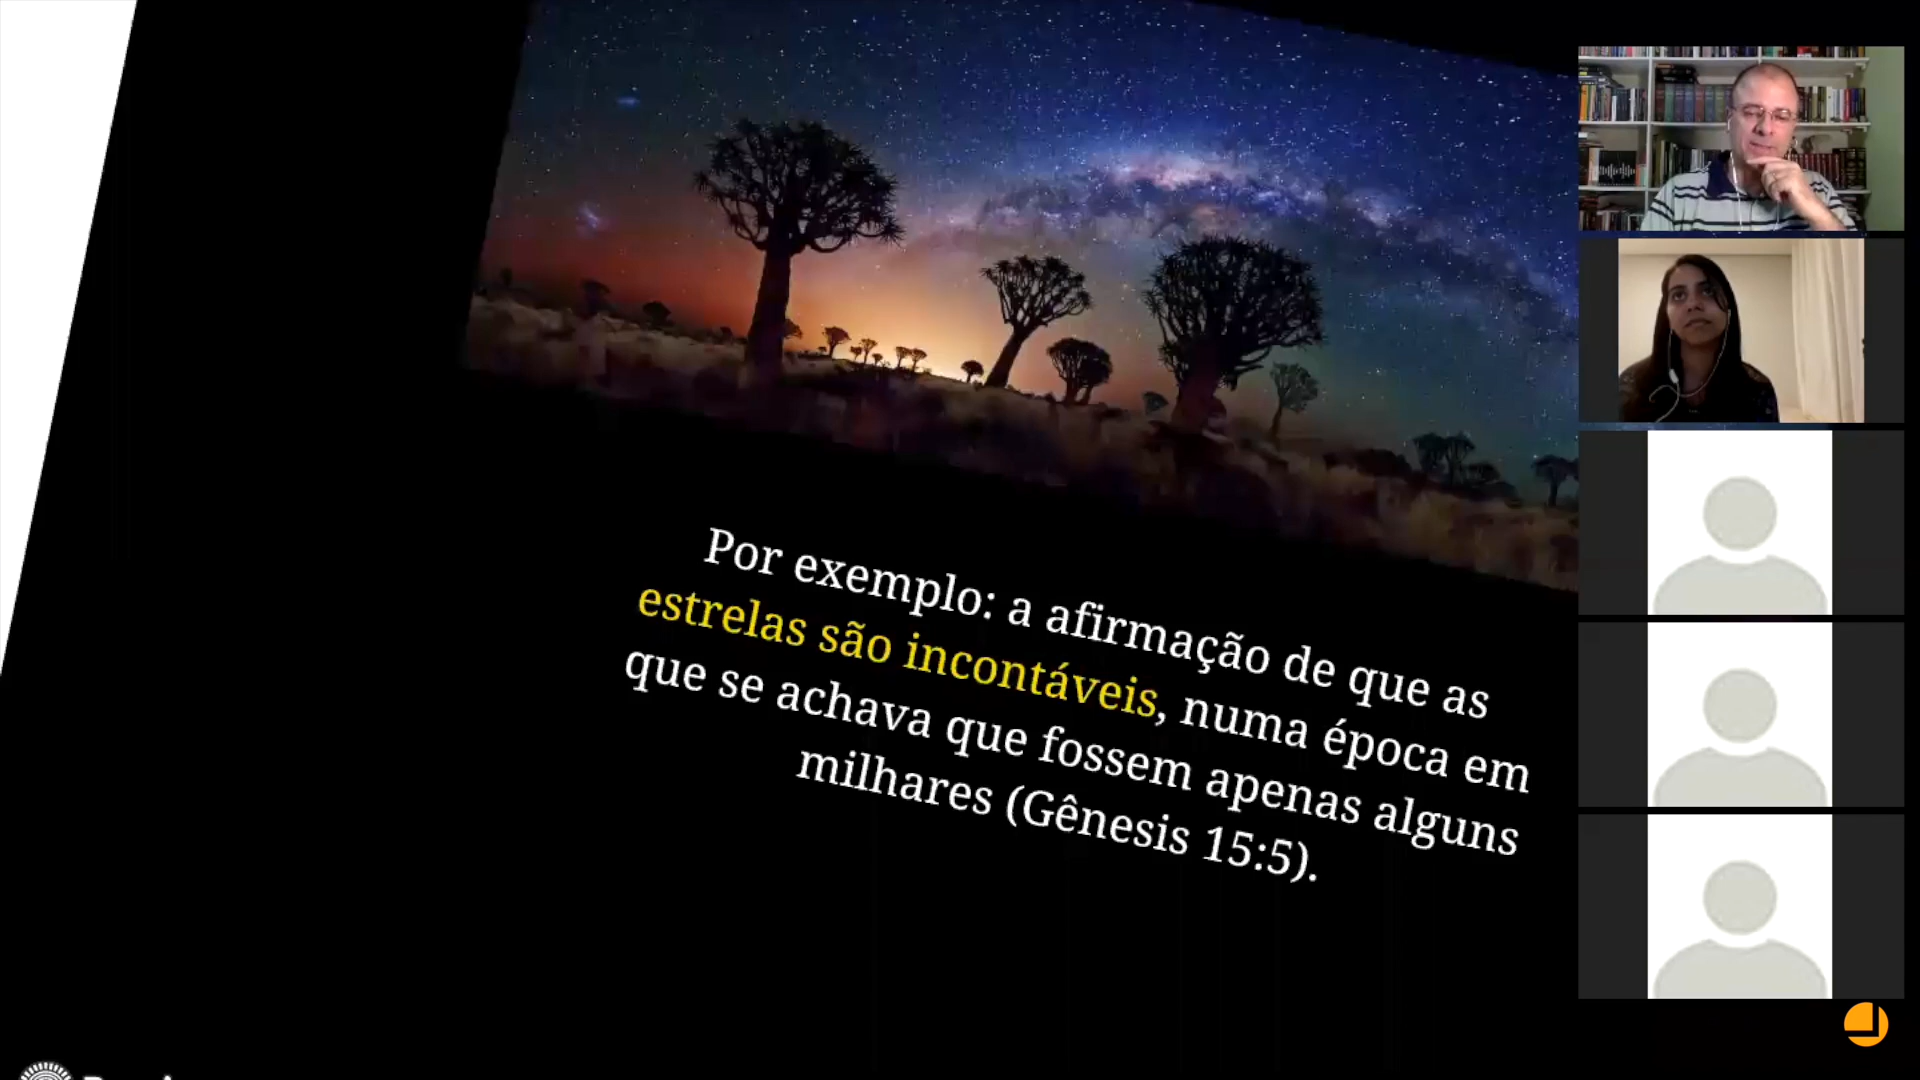 Por exemplo: a afirmação de que as
estrelas são incontáveis, numa época em
que se achava que fossem apenas alguns
milhares (Gênesis 15:5).